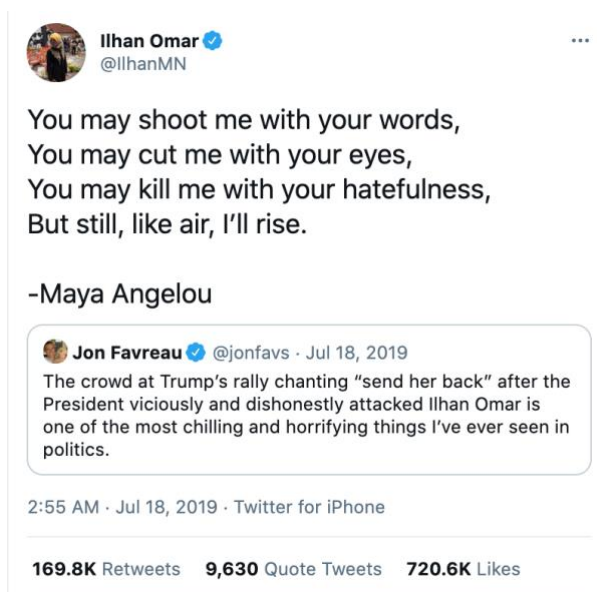 Ilhan Omar
@IlhanMN
You may shoot me with your words,
You may cut me with your eyes,
You may kill me with your hatefulness,
But still, like air, I’ll rise.
-Maya Angelou
Jon Favreau @jonfavs · Jul 18, 2019
The crowd at Trump’s rally chanting “send her back” after the
President viciously and dishonestly attacked Ilhan Omar is
one of the most chilling and horrifying things I’ve ever seen in
politics.
2:55 AM · Jul 18, 2019 · Twitter for iPhone
169.8K Retweets 9,630 Quote Tweets 720.6K Likes